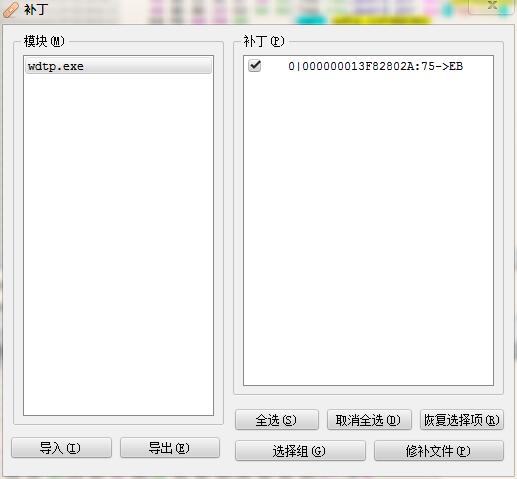 补丁
模块(M)
补丁(P)
wdtp.exe
0|000000013F82802A:75->EB
全选(S)
取消全选(D)
恢复选择项(R)
导入(I)
导出(E)
选择组(G)
修补文件(P)